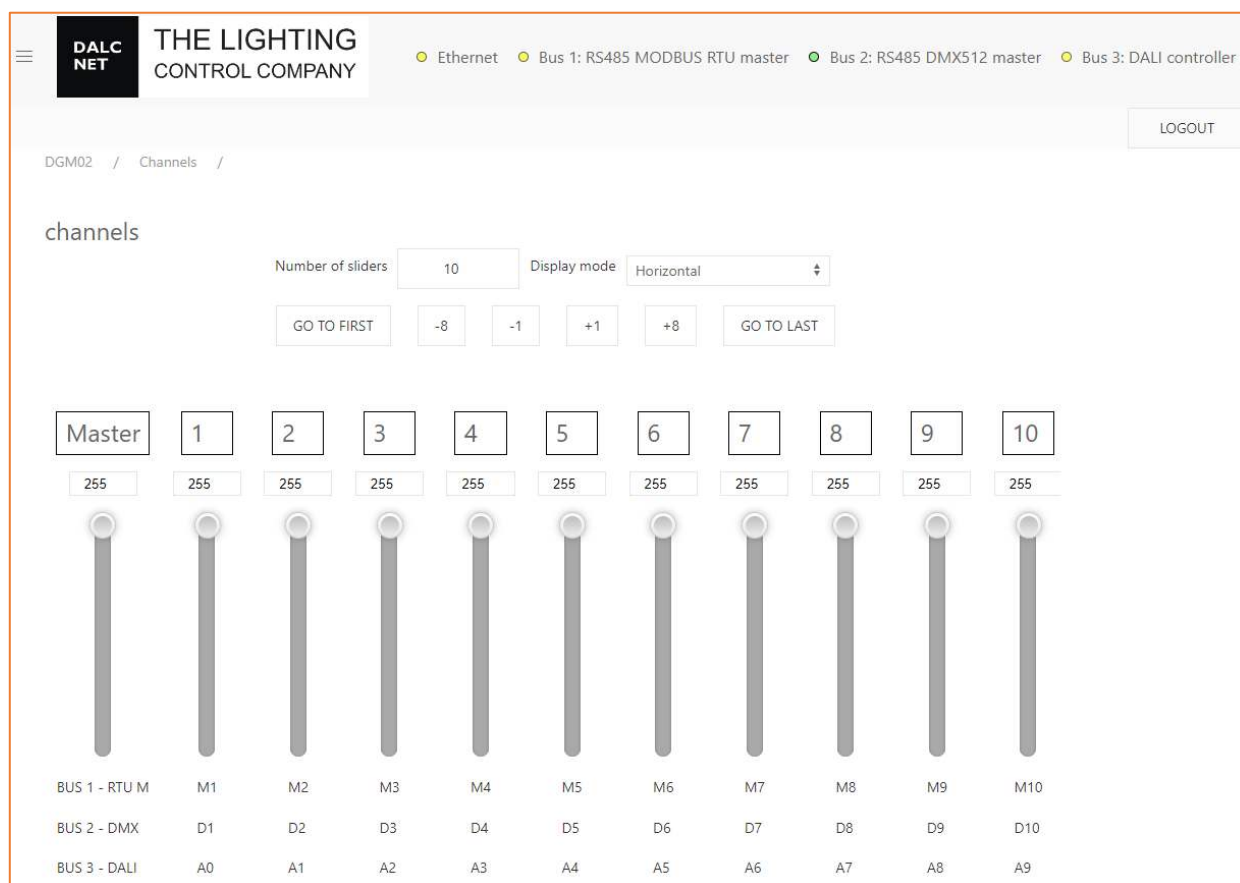 DALC
NET
THE LIGHTING
CONTROL COMPANY
Ethernet Bus 1: RS485 MODBUS RTU master Bus 2: RS485 DMX512 master Bus 3: DALI controller
LOGOUT
DGM02 / Channels /
channels
Number of sliders 10 Display mode Horizontal
GO TO FIRST -8 -1 +1 +8 GO TO LAST
Master 1 2 3 4 5 6 7 8 9 10
255 255 255 255 255 255 255 255 255 255 255
BUS 1 - RTU M M1 M2 M3 M4 M5 M6 M7 M8 M9 M10
BUS 2 - DMX D1 D2 D3 D4 D5 D6 D7 D8 D9 D10
BUS 3 - DALI A0 A1 A2 A3 A4 A5 A6 A7 A8 A9